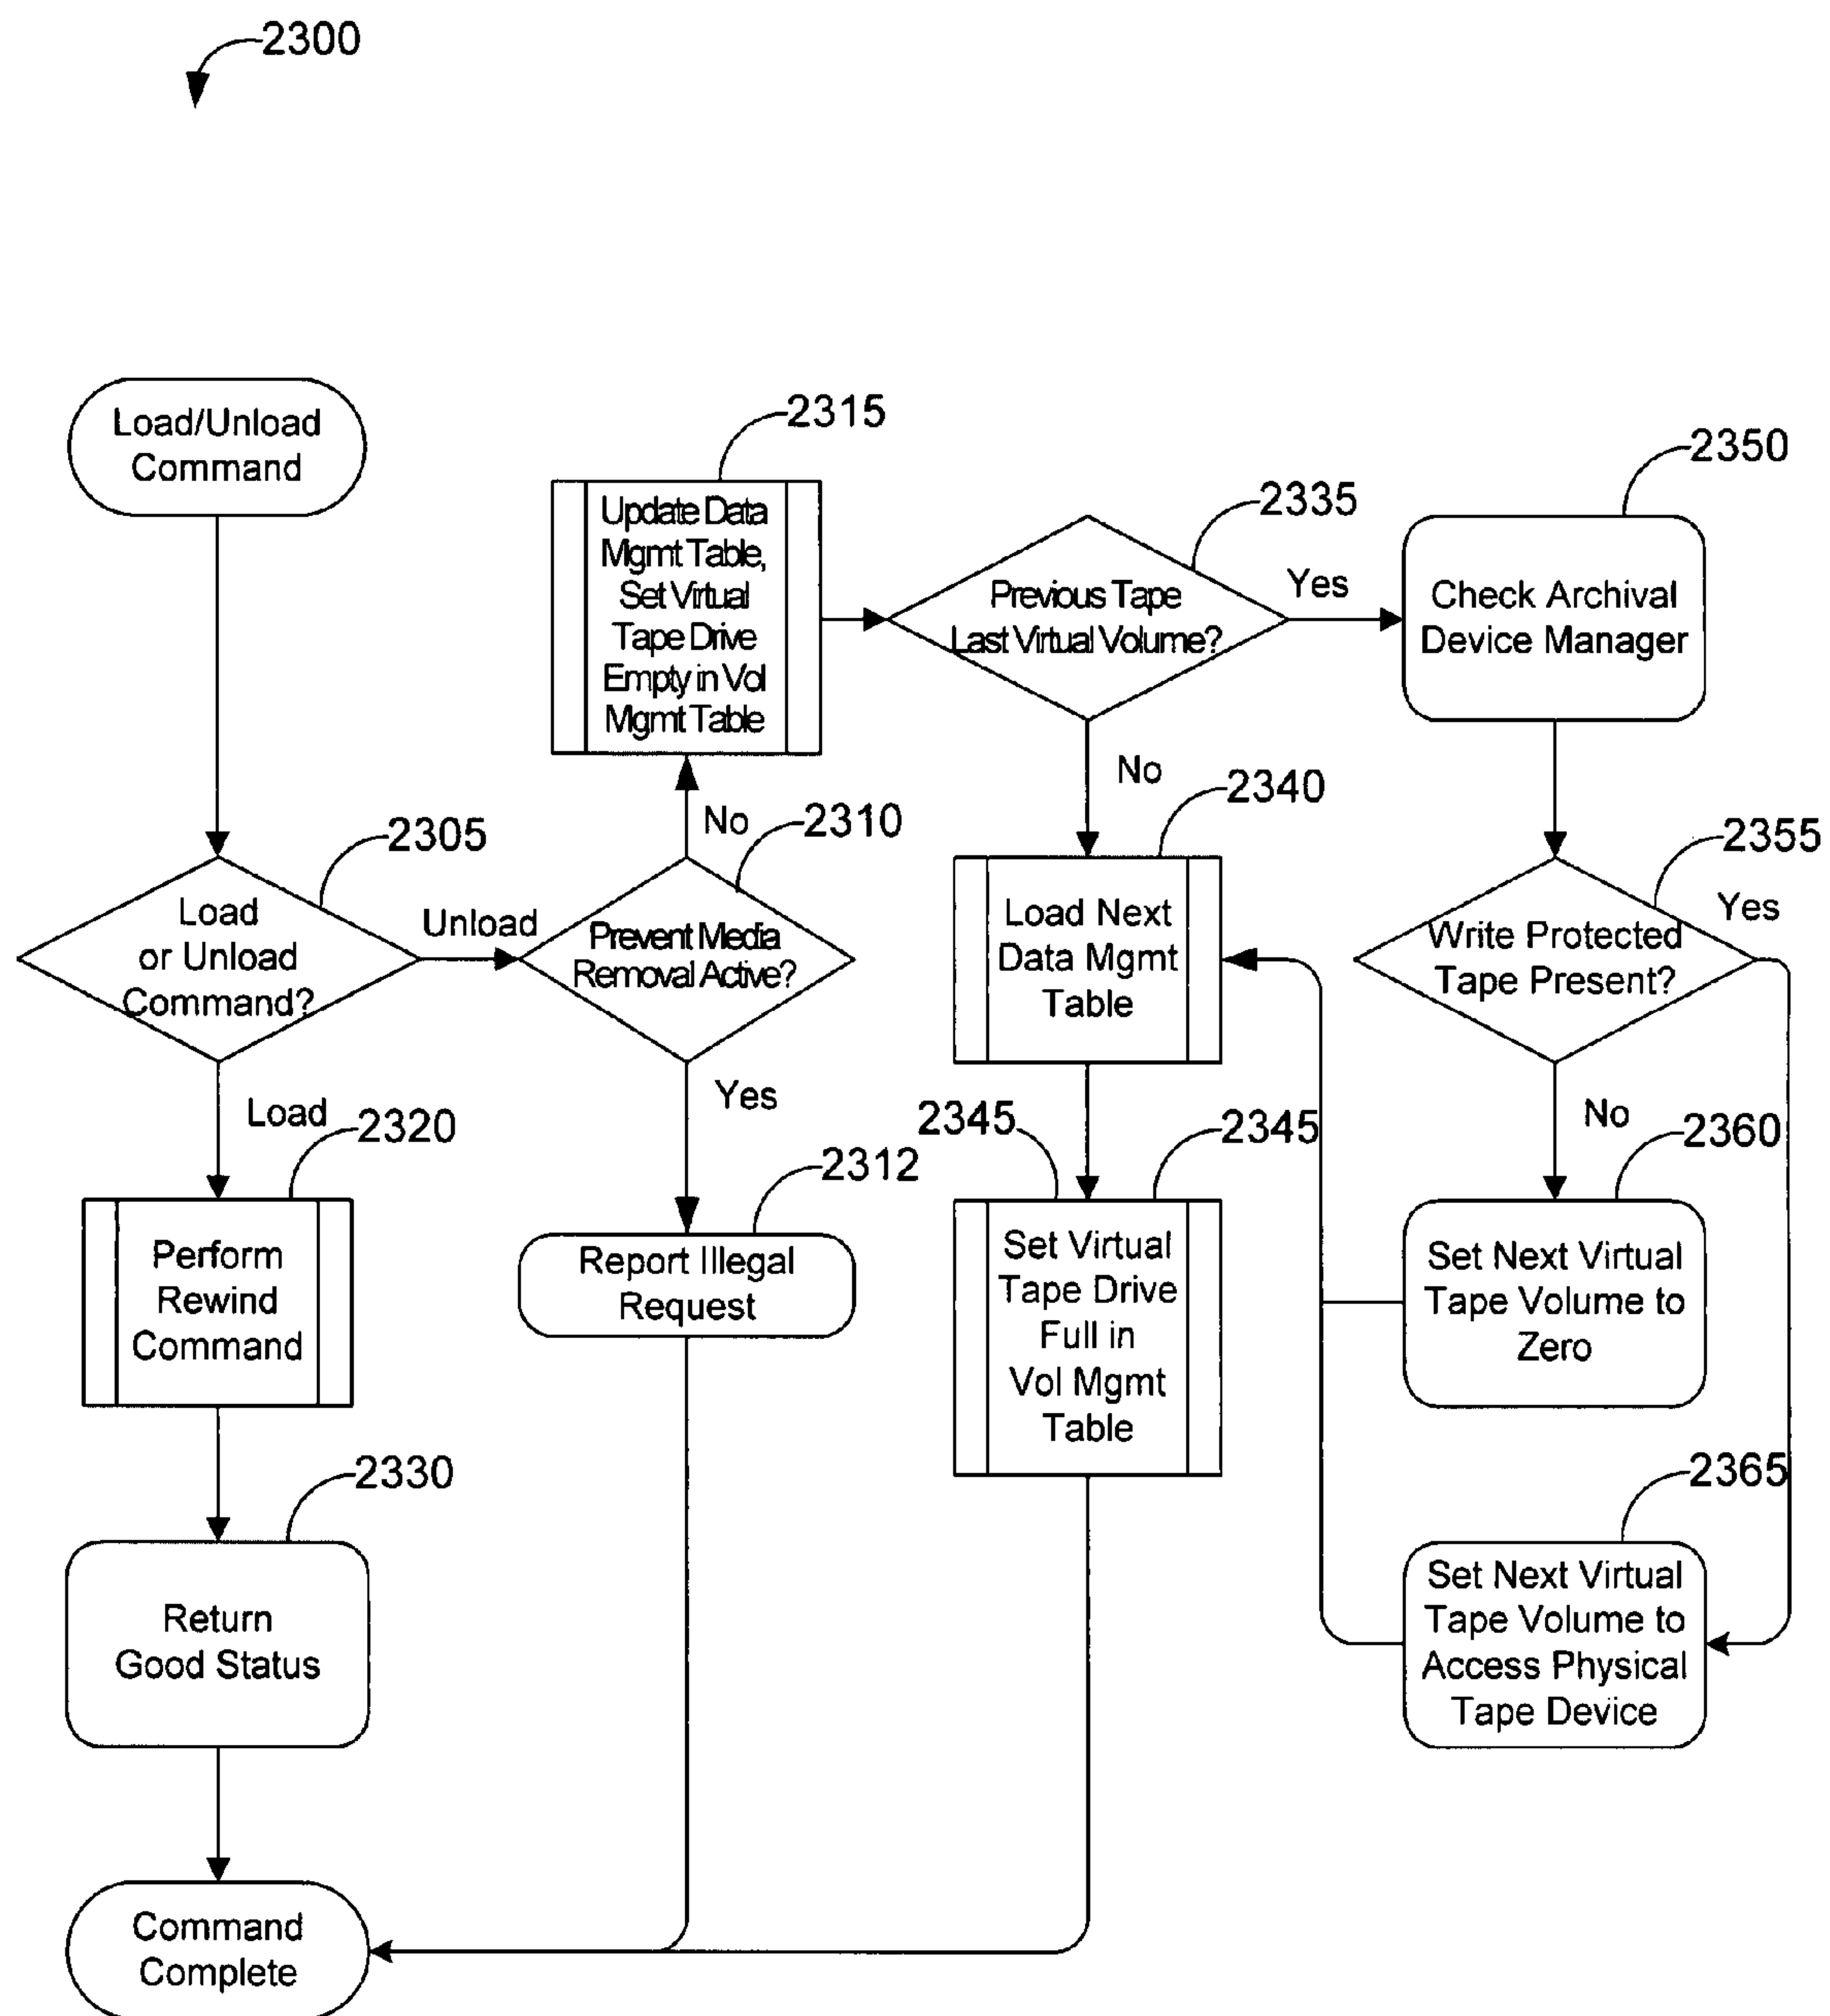 2300
Load/Unload
Command
2305
Load
or Unload
Command?
Unload
Load
2320
Perform
Rewind
Command
2330
Return
Good Status
Command
Complete
2310
Prevent Media
Removal Active?
No
Yes
2312
Report Illegal
Request
2315
Update Data
Mgmt Table,
Set Virtual
Tape Drive
Empty in Vol
Mgmt Table
2335
Previous Tape
Last Virtual Volume?
Yes
No
2340
Load Next
Data Mgmt
Table
2345
2345
Set Virtual
Tape Drive
Full in
Vol Mgmt
Table
2350
Check Archival
Device Manager
2355
Write Protected
Tape Present?
Yes
No
2360
Set Next Virtual
Tape Volume to
Zero
2365
Set Next Virtual
Tape Volume to
Access Physical
Tape Device